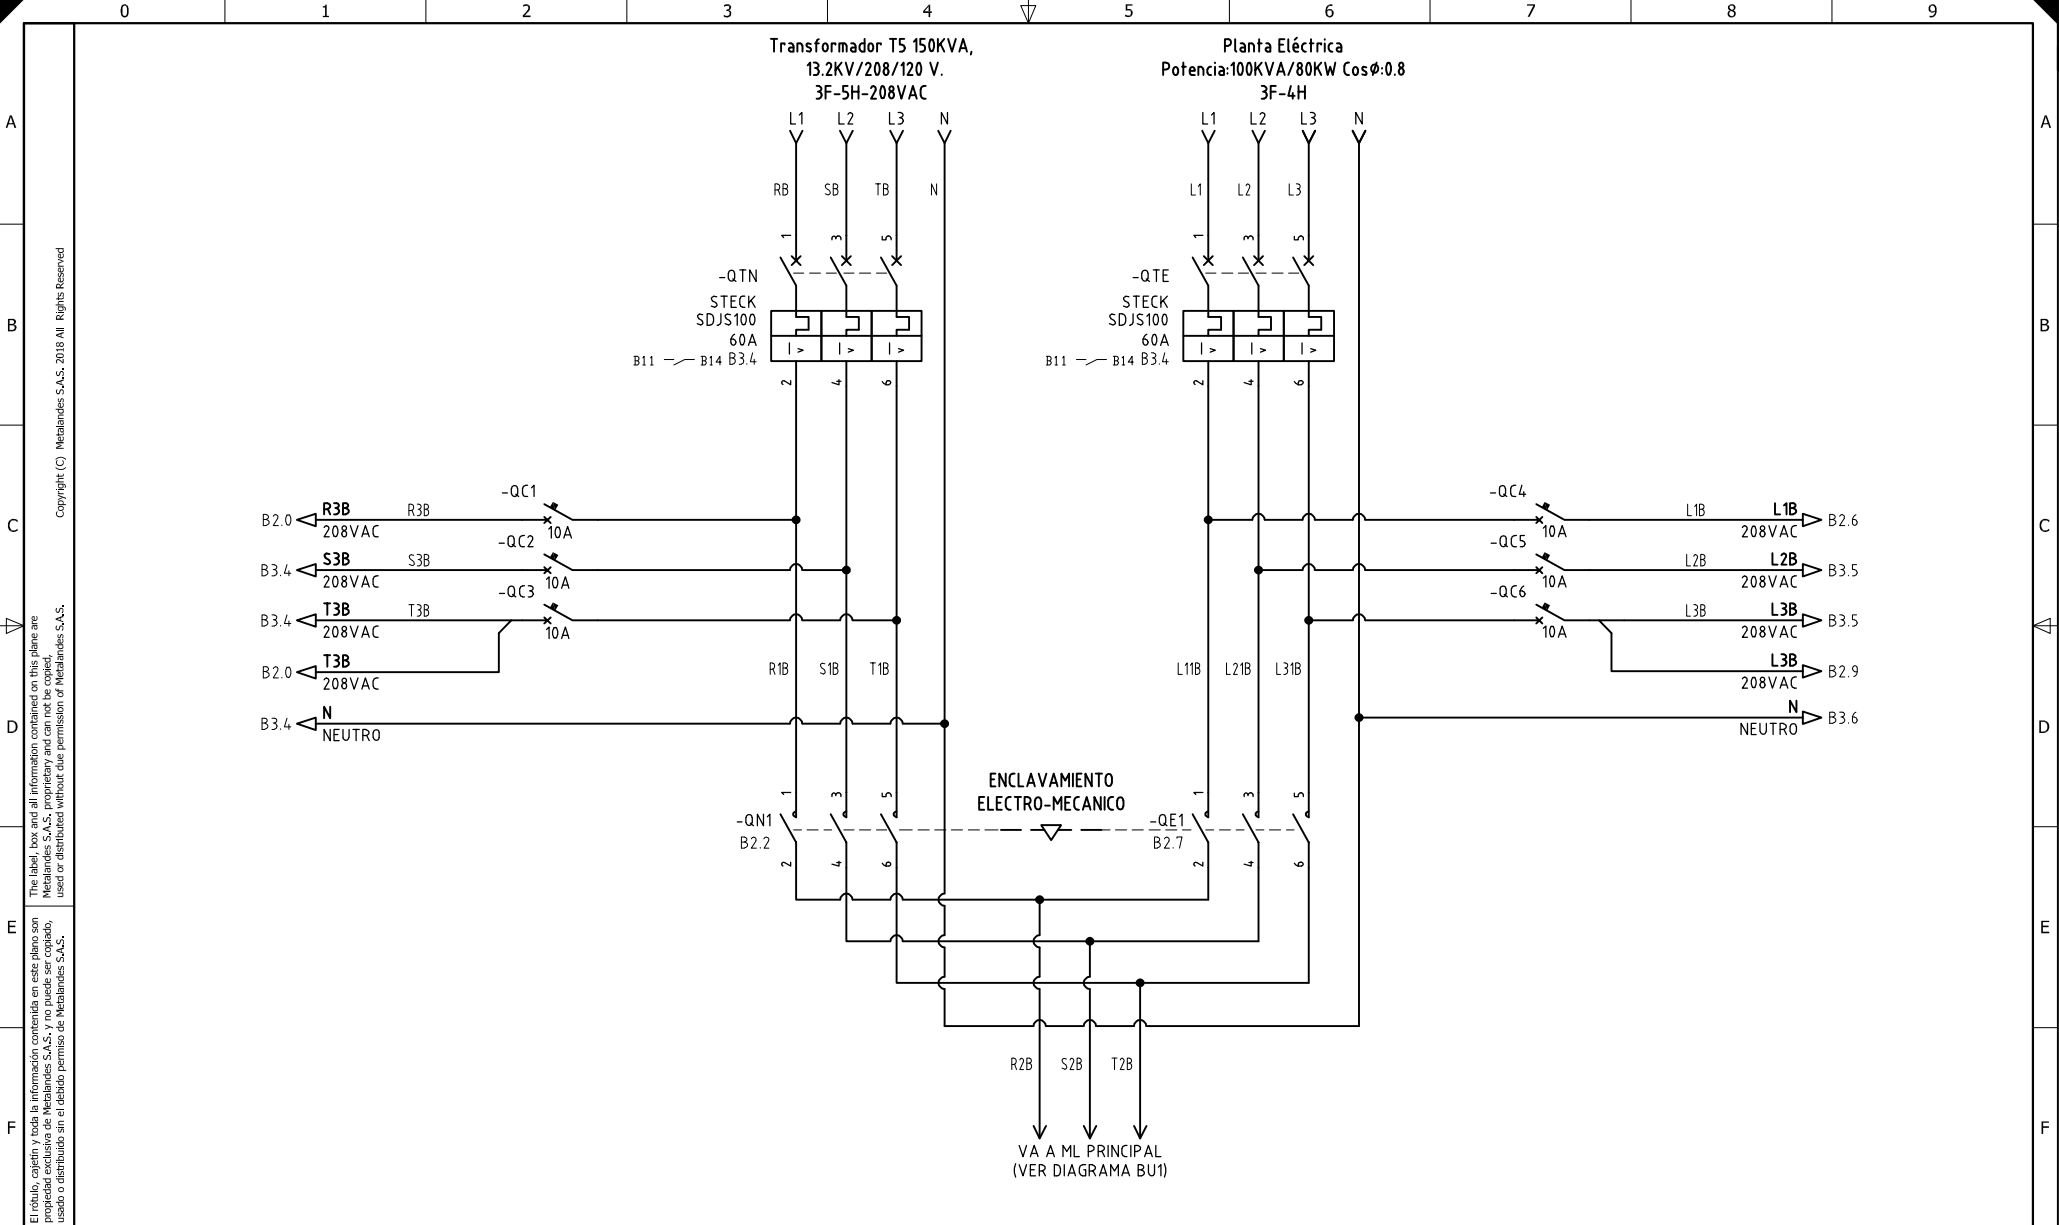 0 1 2 3 4 5 6 7 8 9
Transformador T5 150KVA,
13.2KV/208/120 V.
3F-5H-208VAC
Planta Eléctrica
Potencia:100KVA/80KW CosØ:0.8
3F-4H
L1 L2 L3 N
L1 L2 L3 N
A
A
RB SB TB N
L1 L2 L3
1 3 5
1 3 5
-QTN
STECK
SDJS100
60A
B11 B14 B3.4
I> I> I>
2 4 6
-QTE
STECK
SDJS100
60A
B11 B14 B3.4
I> I> I>
2 4 6
B
B
C
C
-QC1
B2.0 R3B R3B
208VAC 10A
-QC2
B3.4 S3B S3B
208VAC 10A
-QC3
B3.4 T3B T3B
208VAC 10A
B2.0 T3B
208VAC
B3.4 N
NEUTRO
-QC4
L1B L1B B2.6
10A 208VAC
-QC5
L2B L2B B3.5
10A 208VAC
-QC6
L3B L3B B3.5
10A 208VAC
L3B B2.9
208VAC
N B3.6
NEUTRO
R1B S1B T1B
L11B L21B L31B
D
D
ENCLAVAMIENTO
ELECTRO-MECANICO
1 3 5
-QN1
B2.2
2 4 6
1 3 5
-QE1
B2.7
2 4 6
E
E
R2B S2B T2B
F
F
VA A ML PRINCIPAL
(VER DIAGRAMA BU1)
Copyright (C) Metalandes S.A.S. 2018 All Rights Reserved
The label, box and all information contained on this plane are
Metalandes S.A.S. proprietary and can not be copied,
used or distributed without due permission of Metalandes S.A.S.
El rótulo, cajetín y toda la información contenida en este plano son
propiedad exclusiva de Metalandes S.A.S. y no puede ser copiado,
usado o distribuido sin el debido permiso de Metalandes S.A.S.